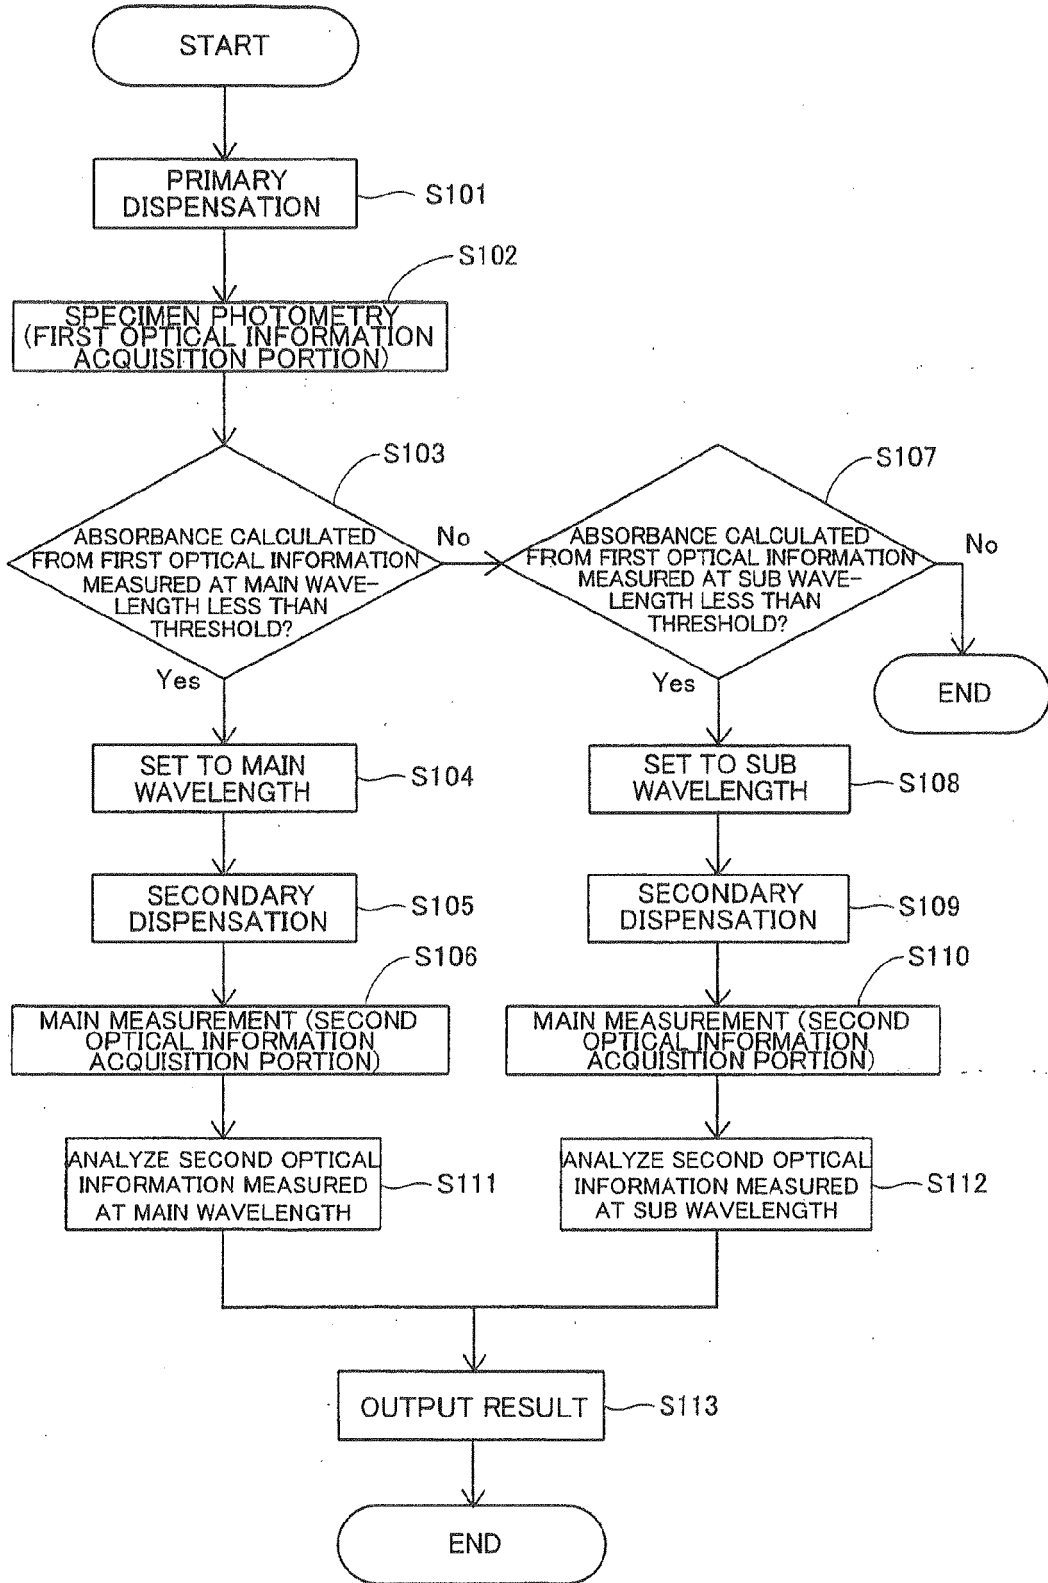 START
PRIMARY
DISPENSATION
S101
S102
SPECIMEN PHOTOMETRY
(FIRST OPTICAL INFORMATION
ACQUISITION PORTION)
S103
ABSORBANCE CALCULATED
FROM FIRST OPTICAL INFORMATION
MEASURED AT MAIN WAVE-
LENGTH LESS THAN
THRESHOLD?
No
Yes
S107
ABSORBANCE CALCULATED
FROM FIRST OPTICAL INFORMATION
MEASURED AT SUB WAVE-
LENGTH LESS THAN
THRESHOLD?
No
Yes
END
SET TO MAIN
WAVELENGTH
S104
SET TO SUB
WAVELENGTH
S108
SECONDARY
DISPENSATION
S105
SECONDARY
DISPENSATION
S109
S106
MAIN MEASUREMENT (SECOND
OPTICAL INFORMATION
ACQUISITION PORTION)
S110
MAIN MEASUREMENT (SECOND
OPTICAL INFORMATION
ACQUISITION PORTION)
ANALYZE SECOND OPTICAL
INFORMATION MEASURED
AT MAIN WAVELENGTH
S111
ANALYZE SECOND OPTICAL
INFORMATION MEASURED
AT SUB WAVELENGTH
S112
OUTPUT RESULT
S113
END